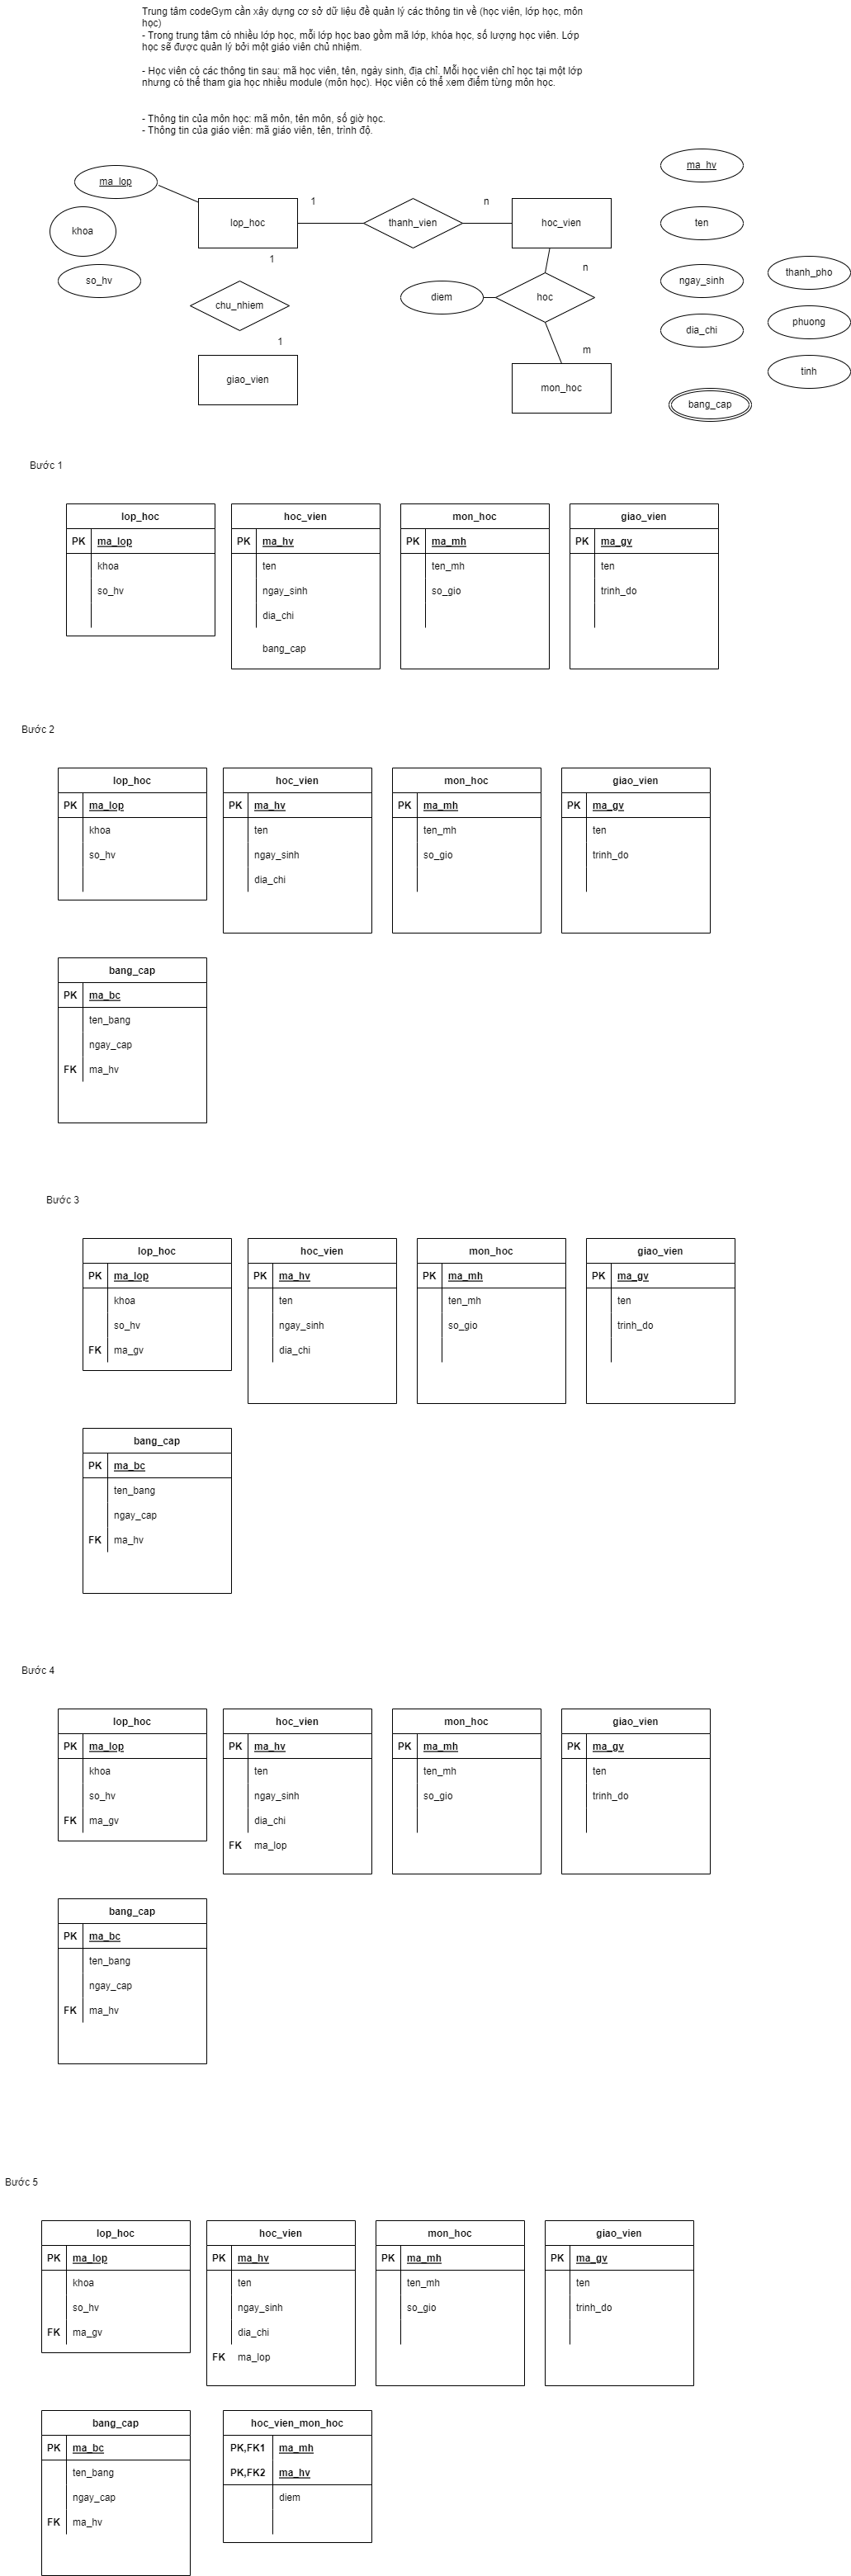 Trung tâm codeGym cần xây dựng cơ sở dữ liệu để quản lý các thông tin về (học viên, lớp học, môn
học)
- Trong trung tâm có nhiều lớp học, mỗi lớp học bao gồm mã lớp, khóa học, số lượng học viên. Lớp
học sẽ được quản lý bởi một giáo viên chủ nhiệm.
- Học viên có các thông tin sau: mã học viên, tên, ngáy sinh, địa chỉ. Mỗi học viên chỉ học tại một lớp
nhưng có thể tham gia học nhiều module (môn học). Học viên có thể xem điểm từng môn học.
- Thông tin của môn học: mã môn, tên môn, số giờ học.
- Thông tin của giáo viên: mã giáo viên, tên, trình độ.
ma_lop
khoa
so_hv
lop_hoc
1
thanh_vien
n
hoc_vien
1
chu_nhiem
1
giao_vien
n
diem
hoc
m
mon_hoc
ma_hv
ten
ngay_sinh
dia_chi
bang_cap
thanh_pho
phuong
tinh
Bước 1
lop_hoc
PK ma_lop
khoa
so_hv
hoc_vien
PK ma_hv
ten
ngay_sinh
dia_chi
bang_cap
mon_hoc
PK ma_mh
ten_mh
so_gio
giao_vien
PK ma_gv
ten
trinh_do
Bước 2
lop_hoc
PK ma_lop
khoa
so_hv
hoc_vien
PK ma_hv
ten
ngay_sinh
dia_chi
mon_hoc
PK ma_mh
ten_mh
so_gio
giao_vien
PK ma_gv
ten
trinh_do
bang_cap
PK ma_bc
ten_bang
ngay_cap
FK ma_hv
Bước 3
lop_hoc
PK ma_lop
khoa
so_hv
FK ma_gv
hoc_vien
PK ma_hv
ten
ngay_sinh
dia_chi
mon_hoc
PK ma_mh
ten_mh
so_gio
giao_vien
PK ma_gv
ten
trinh_do
bang_cap
PK ma_bc
ten_bang
ngay_cap
FK ma_hv
Bước 4
lop_hoc
PK ma_lop
khoa
so_hv
FK ma_gv
hoc_vien
PK ma_hv
ten
ngay_sinh
dia_chi
FK ma_lop
mon_hoc
PK ma_mh
ten_mh
so_gio
giao_vien
PK ma_gv
ten
trinh_do
bang_cap
PK ma_bc
ten_bang
ngay_cap
FK ma_hv
Bước 5
lop_hoc
PK ma_lop
khoa
so_hv
FK ma_gv
hoc_vien
PK ma_hv
ten
ngay_sinh
dia_chi
FK ma_lop
mon_hoc
PK ma_mh
ten_mh
so_gio
giao_vien
PK ma_gv
ten
trinh_do
bang_cap
PK ma_bc
ten_bang
ngay_cap
FK ma_hv
hoc_vien_mon_hoc
PK,FK1 ma_mh
PK,FK2 ma_hv
diem